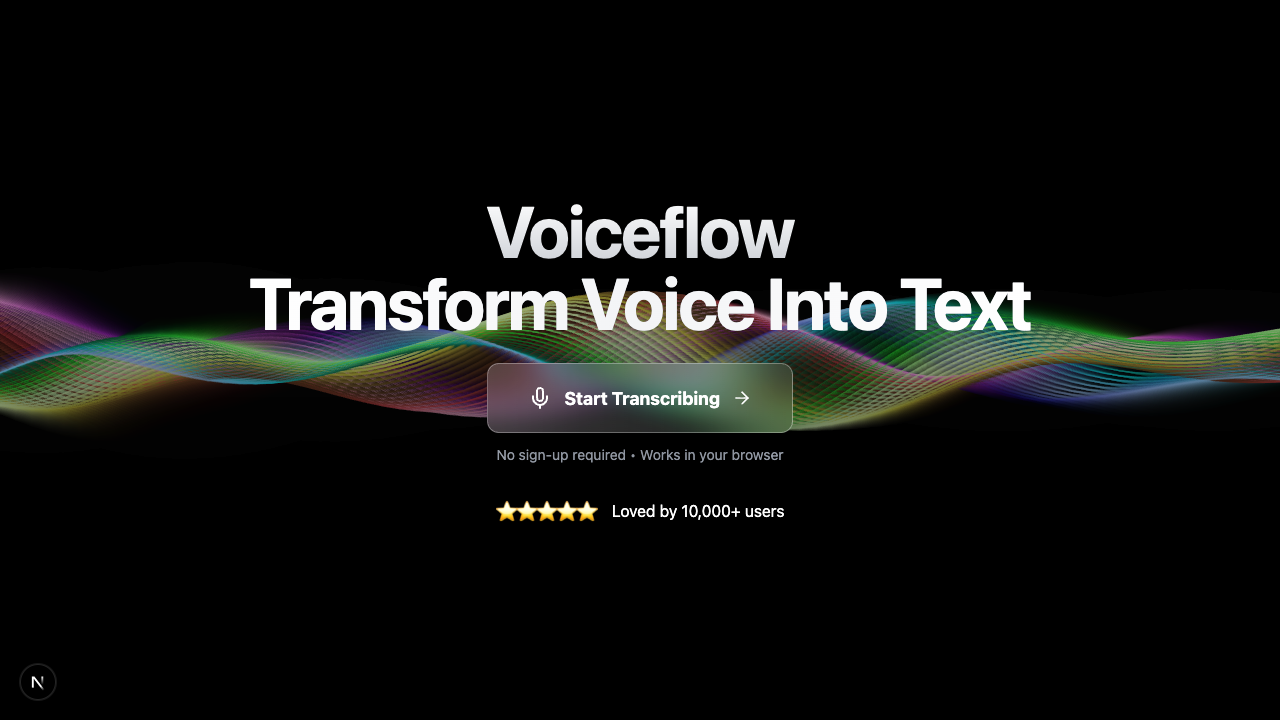 Voiceflow
Transform Voice Into Text
Start Transcribing
No sign-up required • Works in your browser
⭐⭐⭐⭐⭐ Loved by 10,000+ users
N